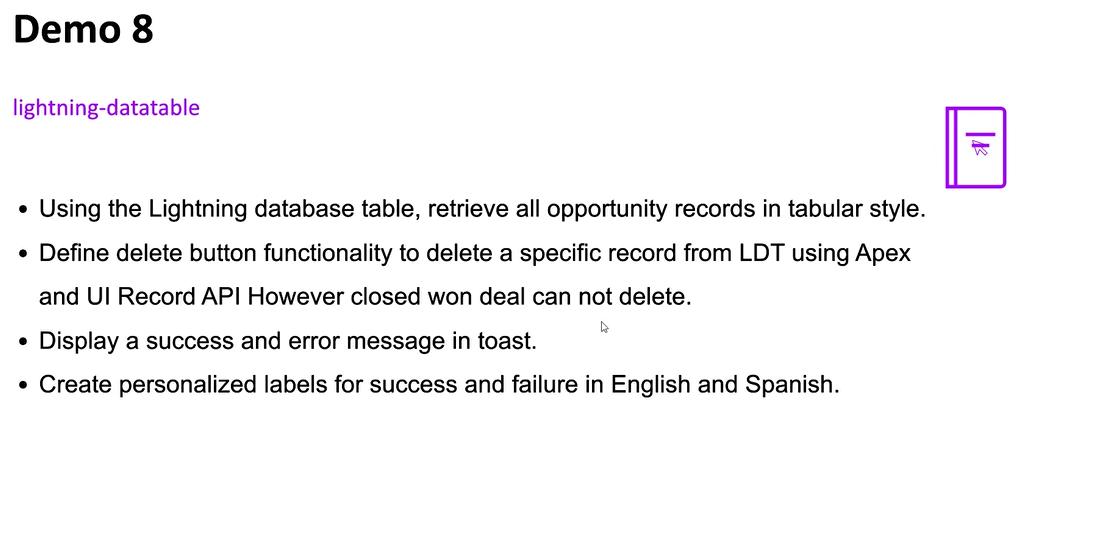 Demo 8
lightning-datatable
• Using the Lightning database table, retrieve all opportunity records in tabular style.
• Define delete button functionality to delete a specific record from LDT using Apex
and UI Record API However closed won deal can not delete.
• Display a success and error message in toast.
• Create personalized labels for success and failure in English and Spanish.